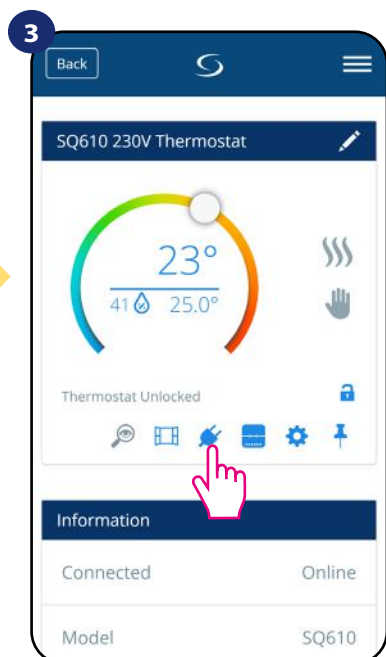 3
Back
SQ610 230V Thermostat
23°
41 25.0°
Thermostat Unlocked
Information
Connected Online
Model SQ610